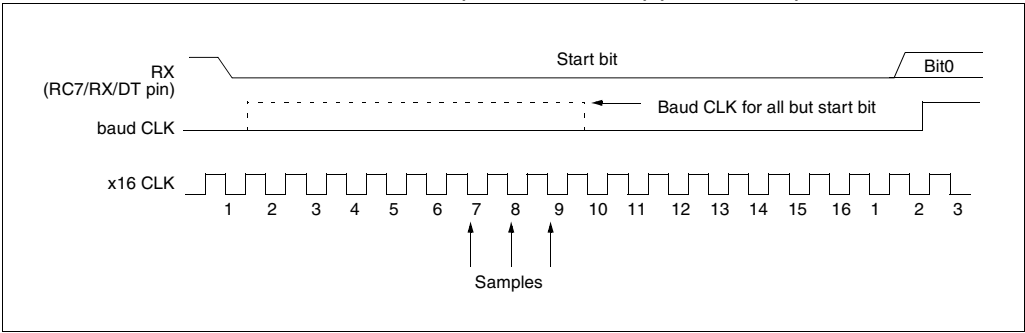 Start bit
RX
(RC7/RX/DT pin)
Bit0
Baud CLK for all but start bit
baud CLK
x16 CLK
1 2 3 4 5 6 7 8 9 10 11 12 13 14 15 16 1 2 3
Samples